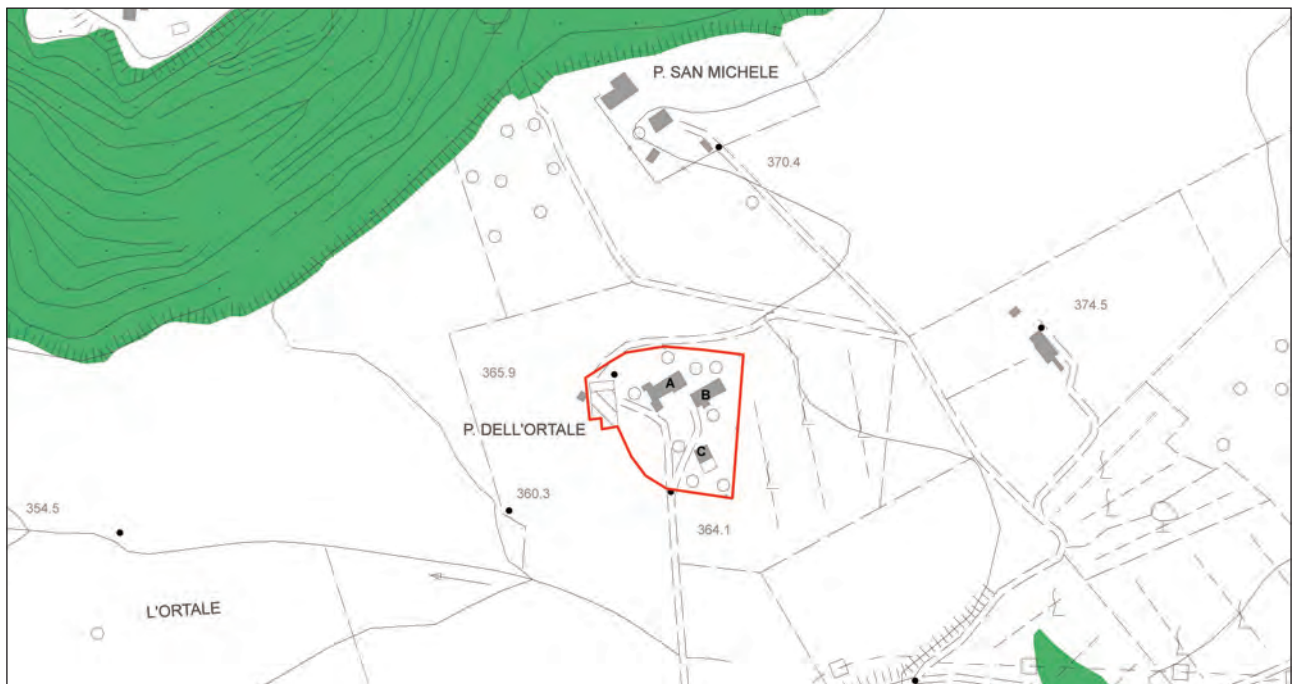 P. SAN MICHELE
370.4
374.5
365.9
A
B
P. DELL'ORTALE
C
360.3
354.5
364.1
L'ORTALE